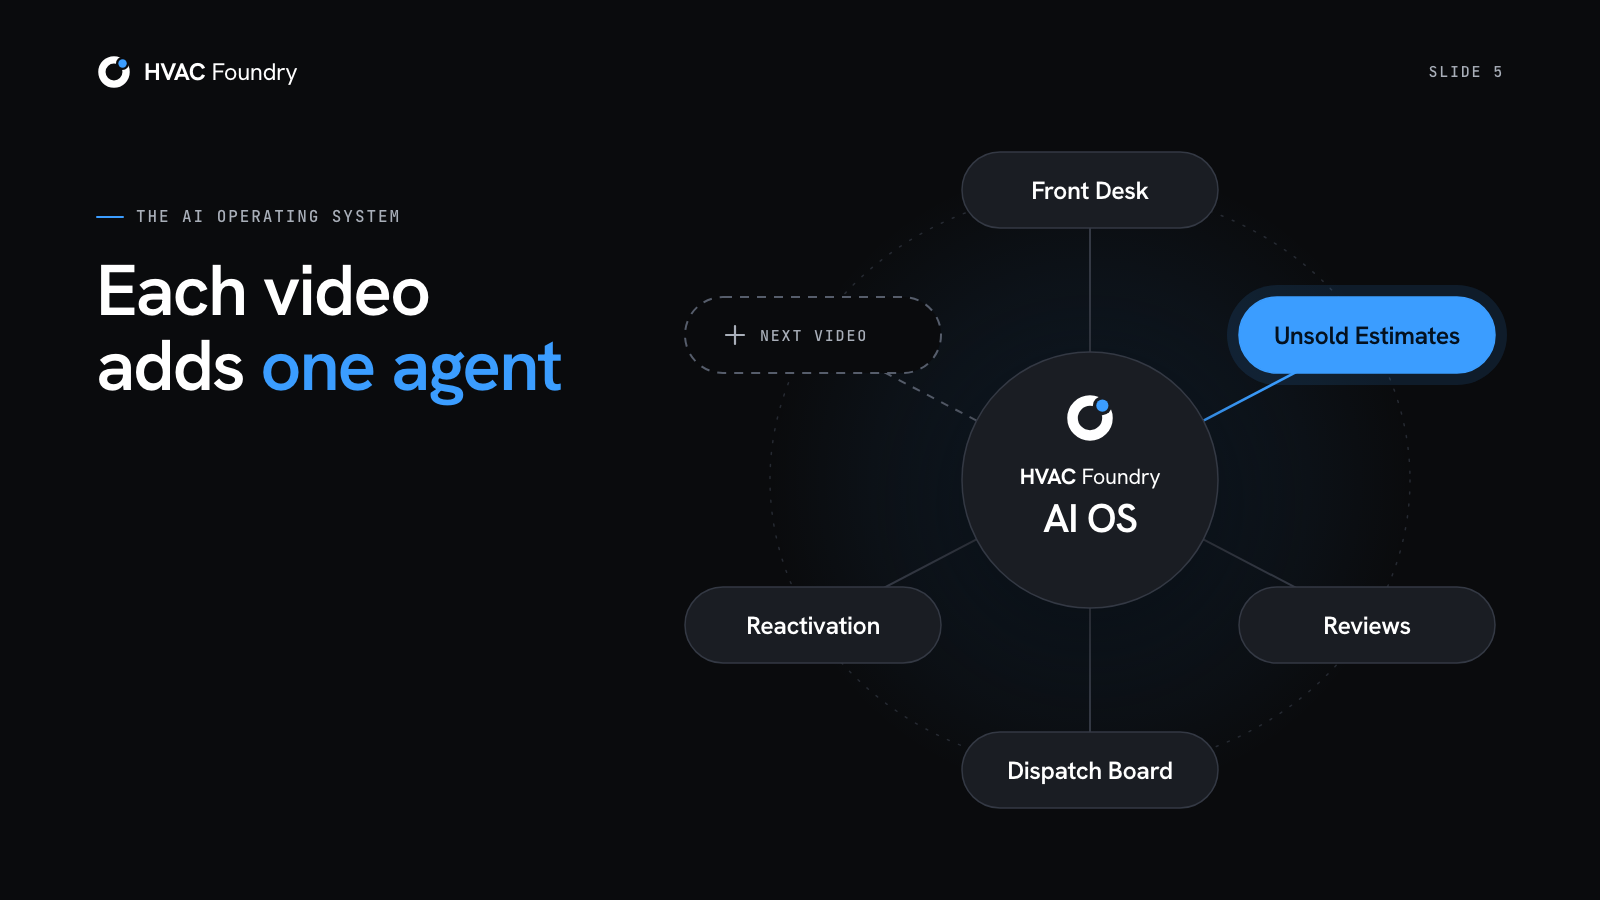 HVAC Foundry
SLIDE 5
THE AI OPERATING SYSTEM
Each video
adds one agent
Front Desk
NEXT VIDEO
Unsold Estimates
HVAC Foundry
AI OS
Reactivation
Reviews
Dispatch Board